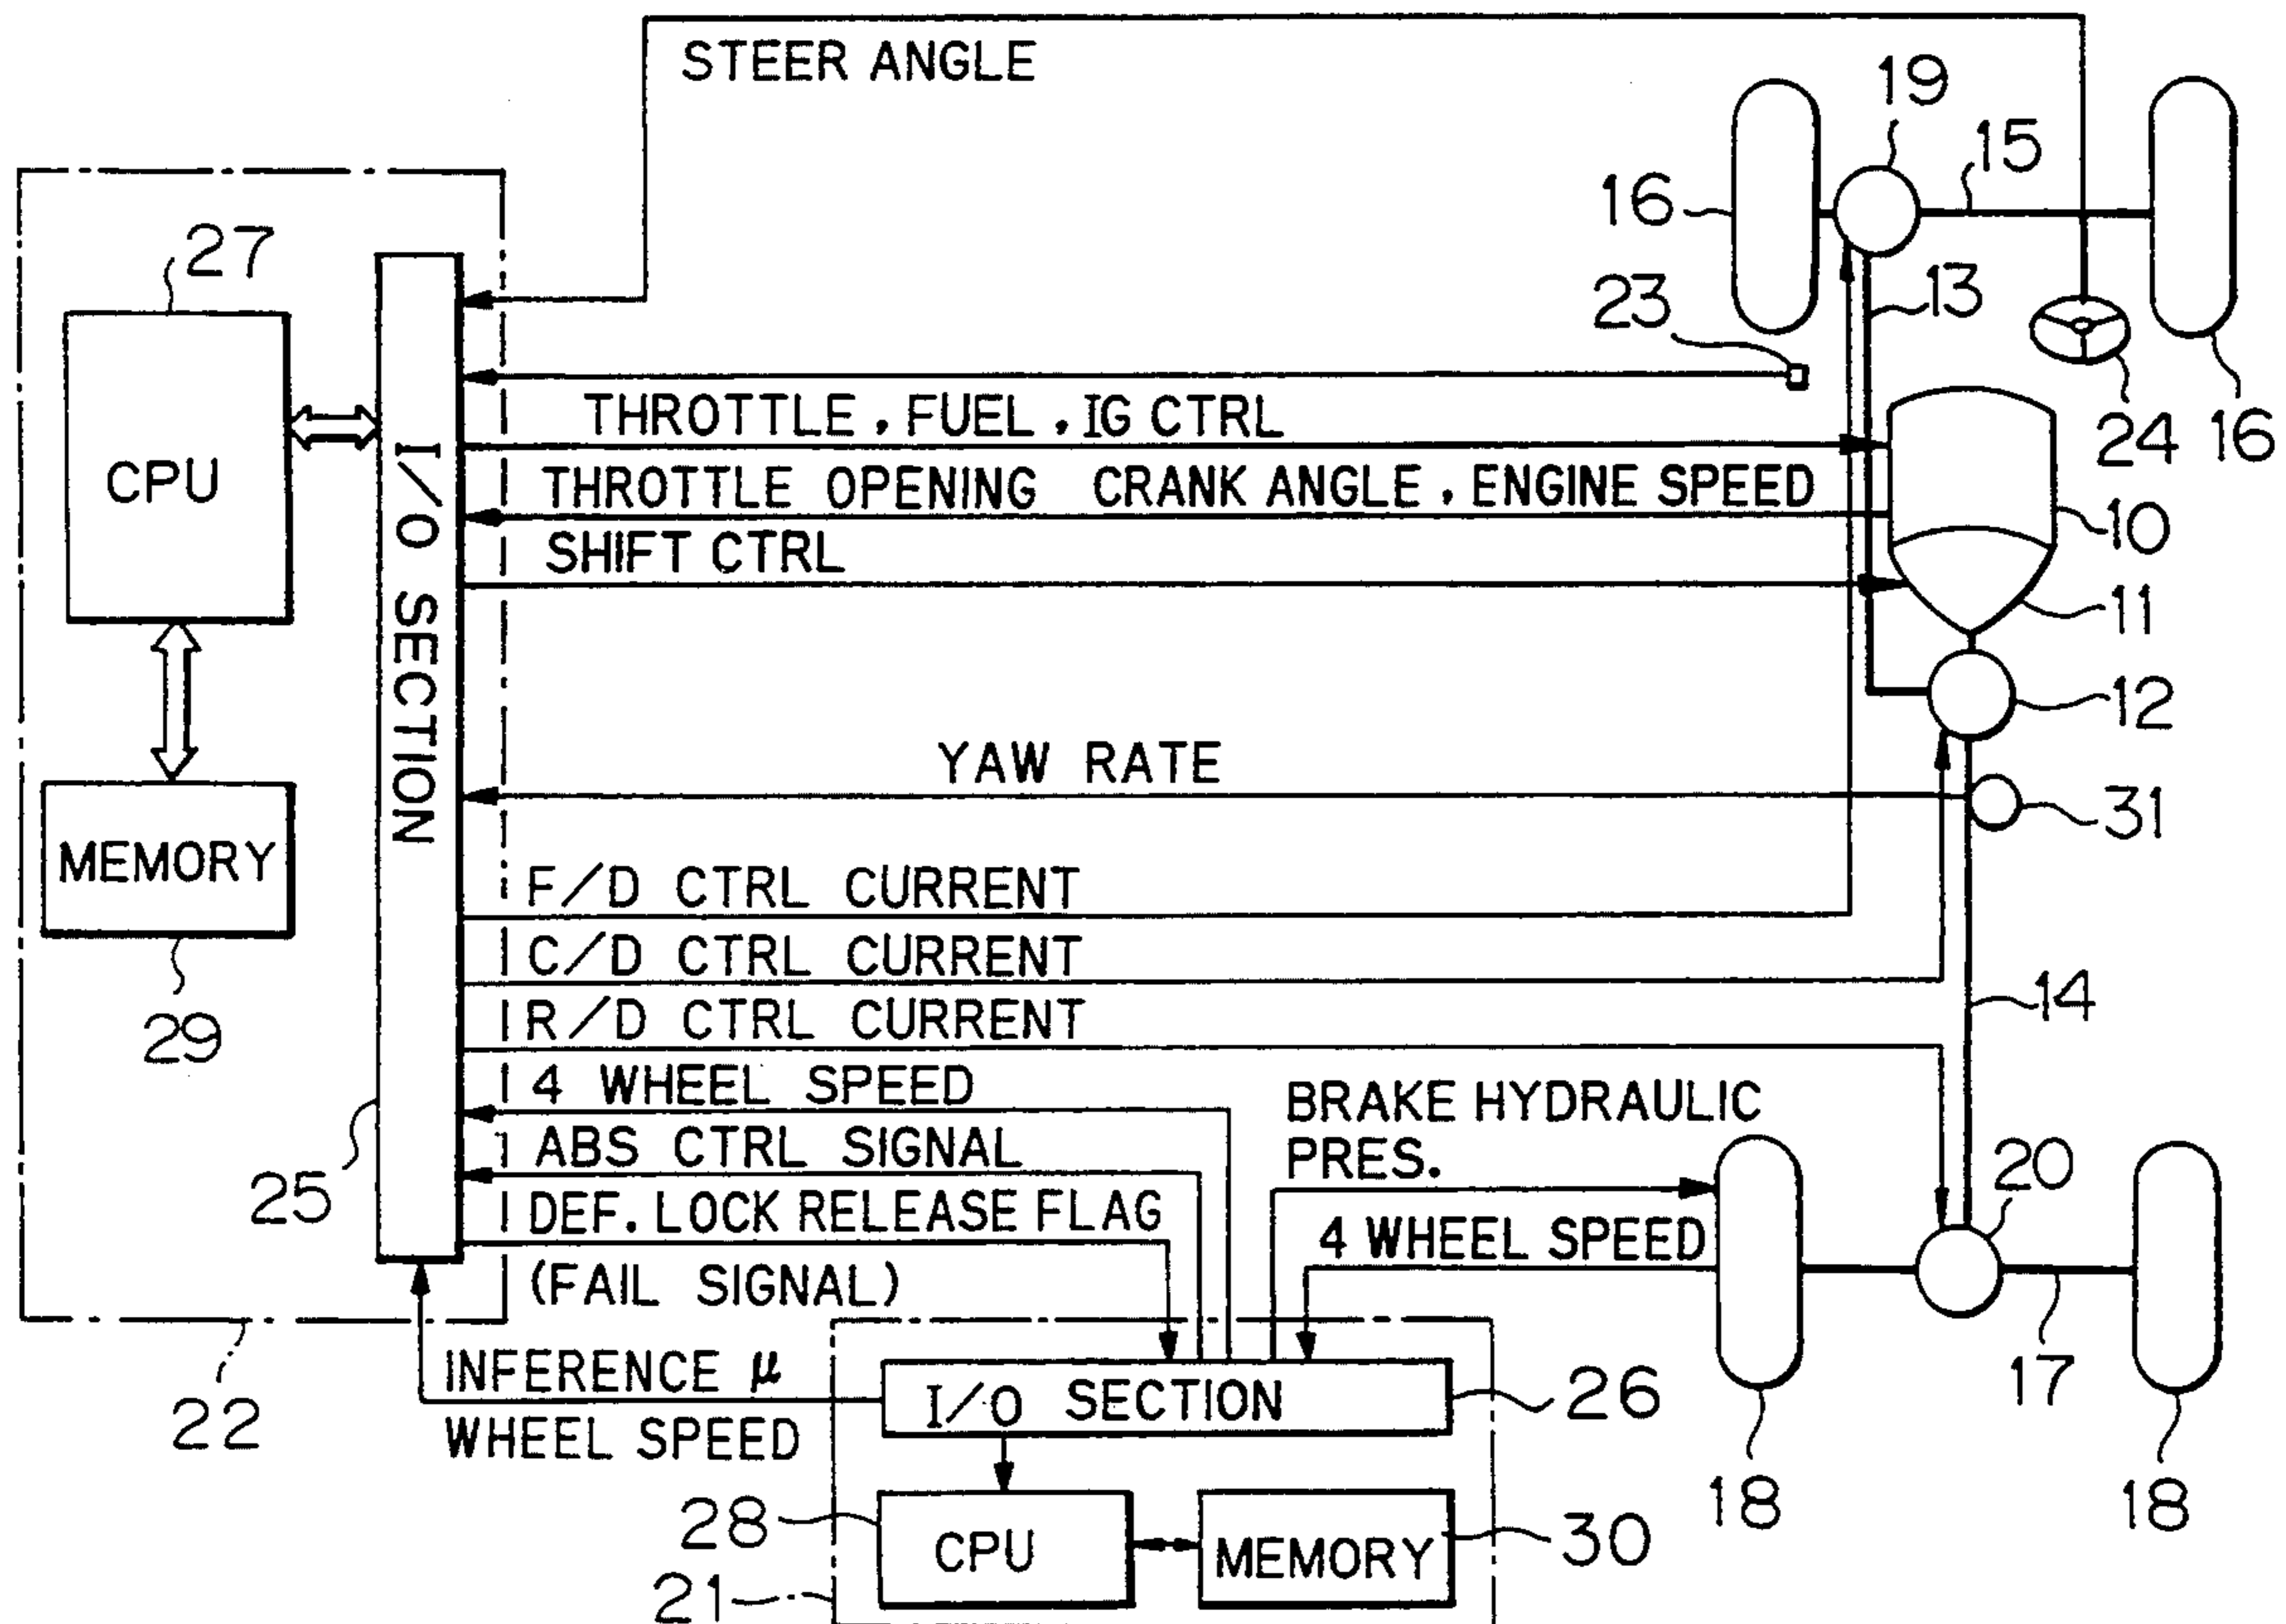 STEER ANGLE
19
15
16
27
13
23
THROTTLE, FUEL, IG CTRL
24
16
CPU
I/O SECTION
THROTTLE OPENING CRANK ANGLE, ENGINE SPEED
10
SHIFT CTRL
11
12
YAW RATE
31
MEMORY
F/D CTRL CURRENT
C/D CTRL CURRENT
14
29
R/D CTRL CURRENT
4 WHEEL SPEED
BRAKE HYDRAULIC
PRES.
ABS CTRL SIGNAL
20
25
DEF. LOCK RELEASE FLAG
(FAIL SIGNAL)
4 WHEEL SPEED
INFERENCE μ
WHEEL SPEED
17
22
I/O SECTION
26
18
18
28
CPU
MEMORY
30
21